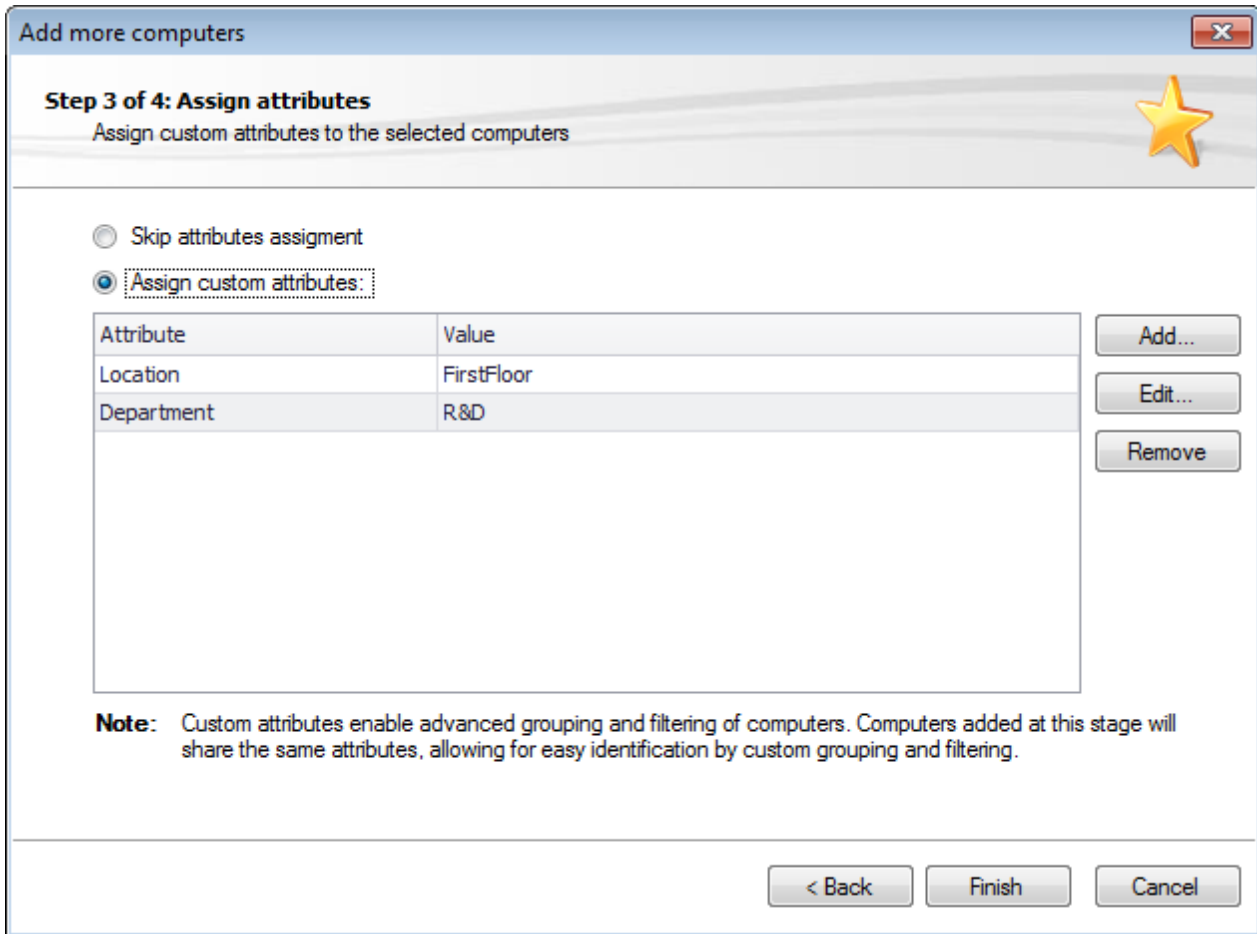 Add more computers
Step 3 of 4: Assign attributes
Assign custom attributes to the selected computers
Skip attributes assigment
Assign custom attributes:
Attribute Value
Location FirstFloor
Department R&D
Add...
Edit...
Remove
Note: Custom attributes enable advanced grouping and filtering of computers. Computers added at this stage will
share the same attributes, allowing for easy identification by custom grouping and filtering.
< Back Finish Cancel